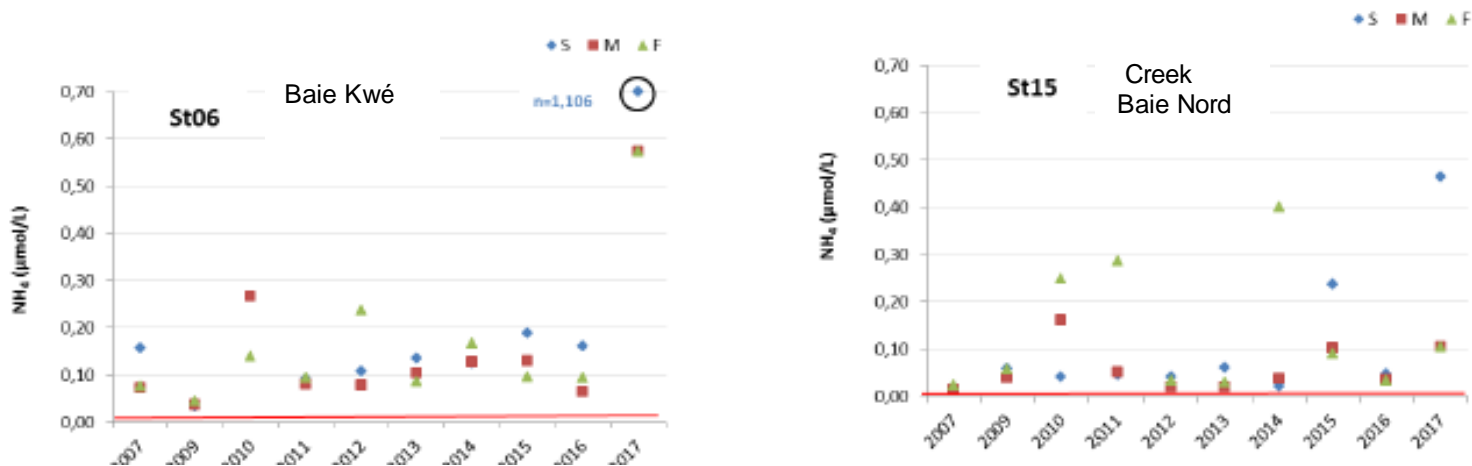 S M F
0,70
Baie Kwé
n=1,106
St06
0,60
0,50
0,40
0,30
0,20
0,10
0,00
NH₄ (µmol/L)
2007 2009 2010 2011 2012 2013 2014 2015 2016 2017
S M F
0,70
St15
Creek
Baie Nord
0,60
0,50
0,40
0,30
0,20
0,10
0,00
NH₄ (µmol/L)
2007 2009 2010 2011 2012 2013 2014 2015 2016 2017